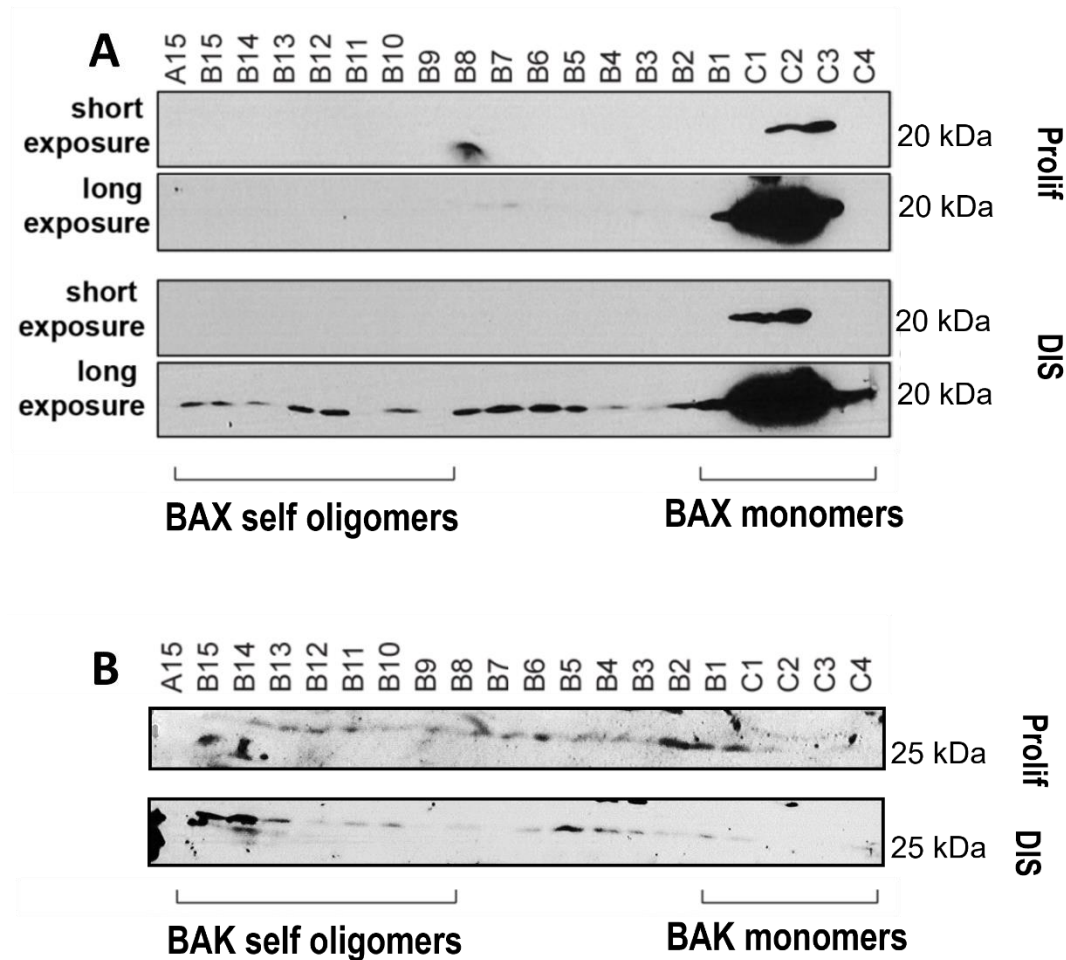 A
A15 B15 B14 B13 B12 B11 B10 B9 B8 B7 B6 B5 B4 B3 B2 B1 C1 C2 C3 C4
short
exposure
20 kDa
long
exposure
20 kDa
Prolif
short
exposure
20 kDa
long
exposure
20 kDa
DIS
BAX self oligomers
BAX monomers
B
A15 B15 B14 B13 B12 B11 B10 B9 B8 B7 B6 B5 B4 B3 B2 B1 C1 C2 C3 C4
25 kDa
Prolif
25 kDa
DIS
BAK self oligomers
BAK monomers